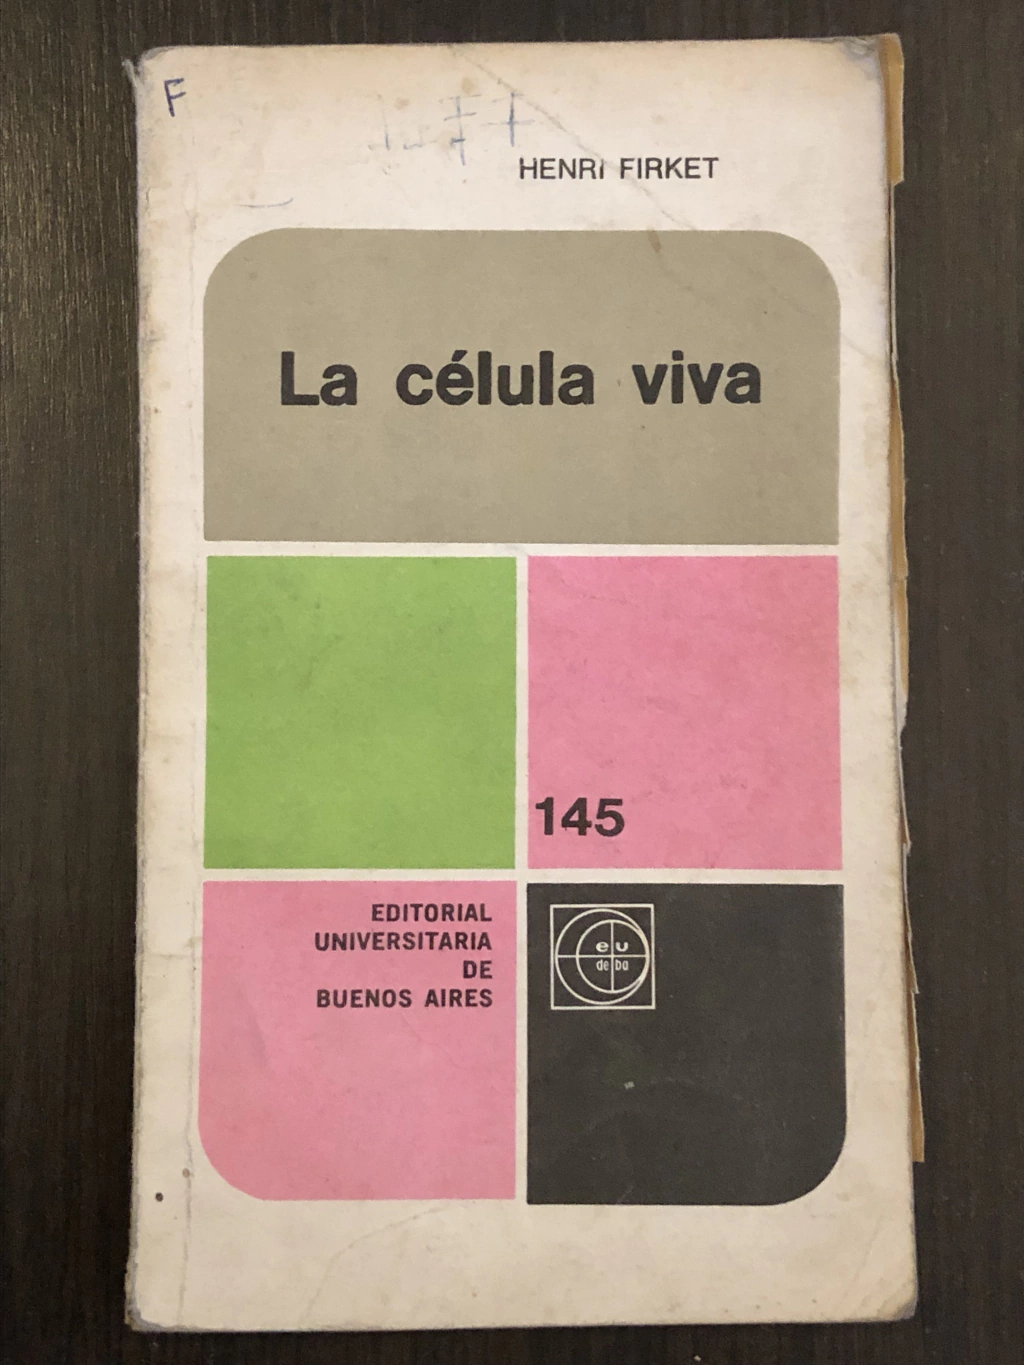 F
HENRI FIRKET
La célula viva
145
EDITORIAL
UNIVERSITARIA
DE
BUENOS AIRES
eu
deba